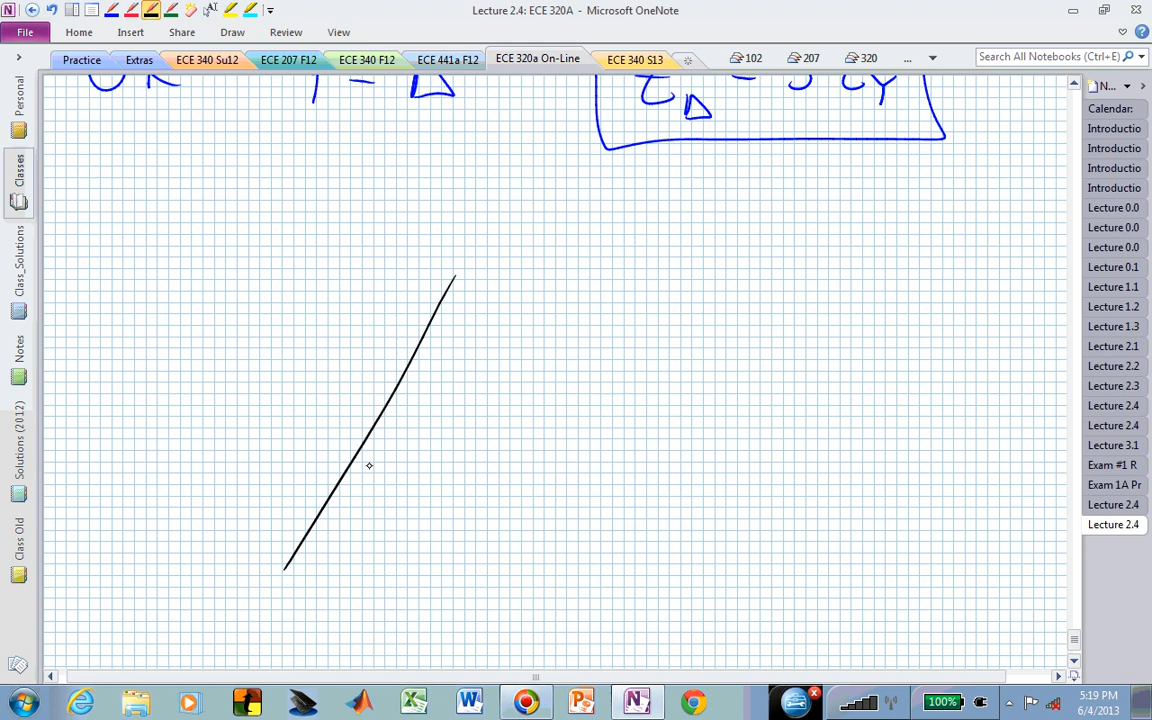 Lecture 2.4: ECE 320A - Microsoft OneNote
File Home Insert Share Draw Review View
Practice Extras ECE 340 Su12 ECE 207 F12 ECE 340 F12 ECE 441a F12 ECE 320a On-Line ECE 340 S13 102 207 320 ... Search All Notebooks (Ctrl+E)
Personal
Classes
Class_Solutions
Notes
Solutions (2012)
Class Old
N...
Calendar:
Introductio
Introductio
Introductio
Introductio
Lecture 0.0
Lecture 0.0
Lecture 0.0
Lecture 0.1
Lecture 1.1
Lecture 1.2
Lecture 1.3
Lecture 2.1
Lecture 2.2
Lecture 2.3
Lecture 2.4
Lecture 2.4
Lecture 3.1
Exam #1 R
Exam 1A Pr
Lecture 2.4
Lecture 2.4
100%
5:19 PM
6/4/2013